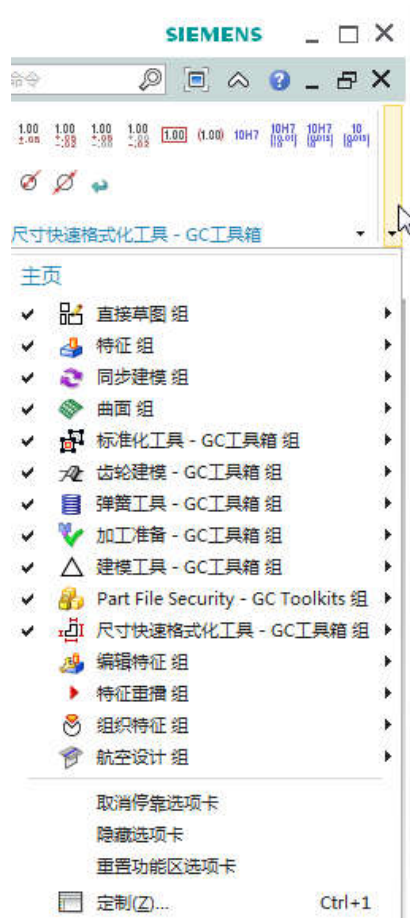 SIEMENS
命令
1.00 1.00 1.00 1.00 1.00 (1.00) 10H7 10H7 10H7 10
尺寸快速格式化工具 - GC工具箱
主页
直接草图 组
特征 组
同步建模 组
曲面 组
标准化工具 - GC工具箱 组
齿轮建模 - GC工具箱 组
弹簧工具 - GC工具箱 组
加工准备 - GC工具箱 组
建模工具 - GC工具箱 组
Part File Security - GC Toolkits 组
尺寸快速格式化工具 - GC工具箱 组
编辑特征 组
特征重播 组
组织特征 组
航空设计 组
取消停靠选项卡
隐藏选项卡
重置功能区选项卡
定制(Z)... Ctrl+1